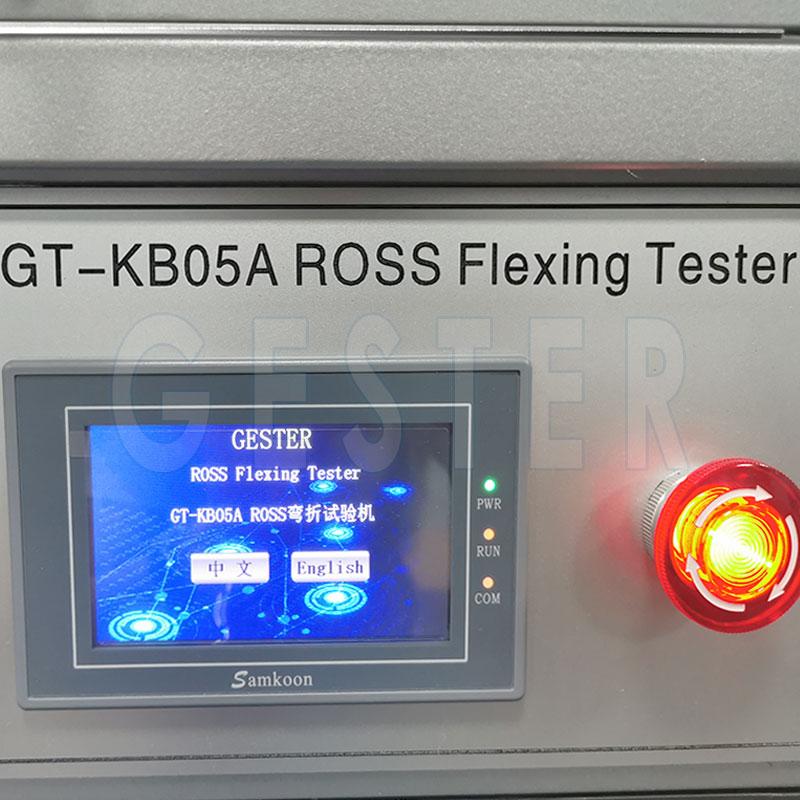 GT-KB05A ROSS Flexing Tester
GESTER
GESTER
ROSS Flexing Tester
GT-KB05A ROSS弯折试验机
中文
English
PWR
RUN
COM
Samkoon